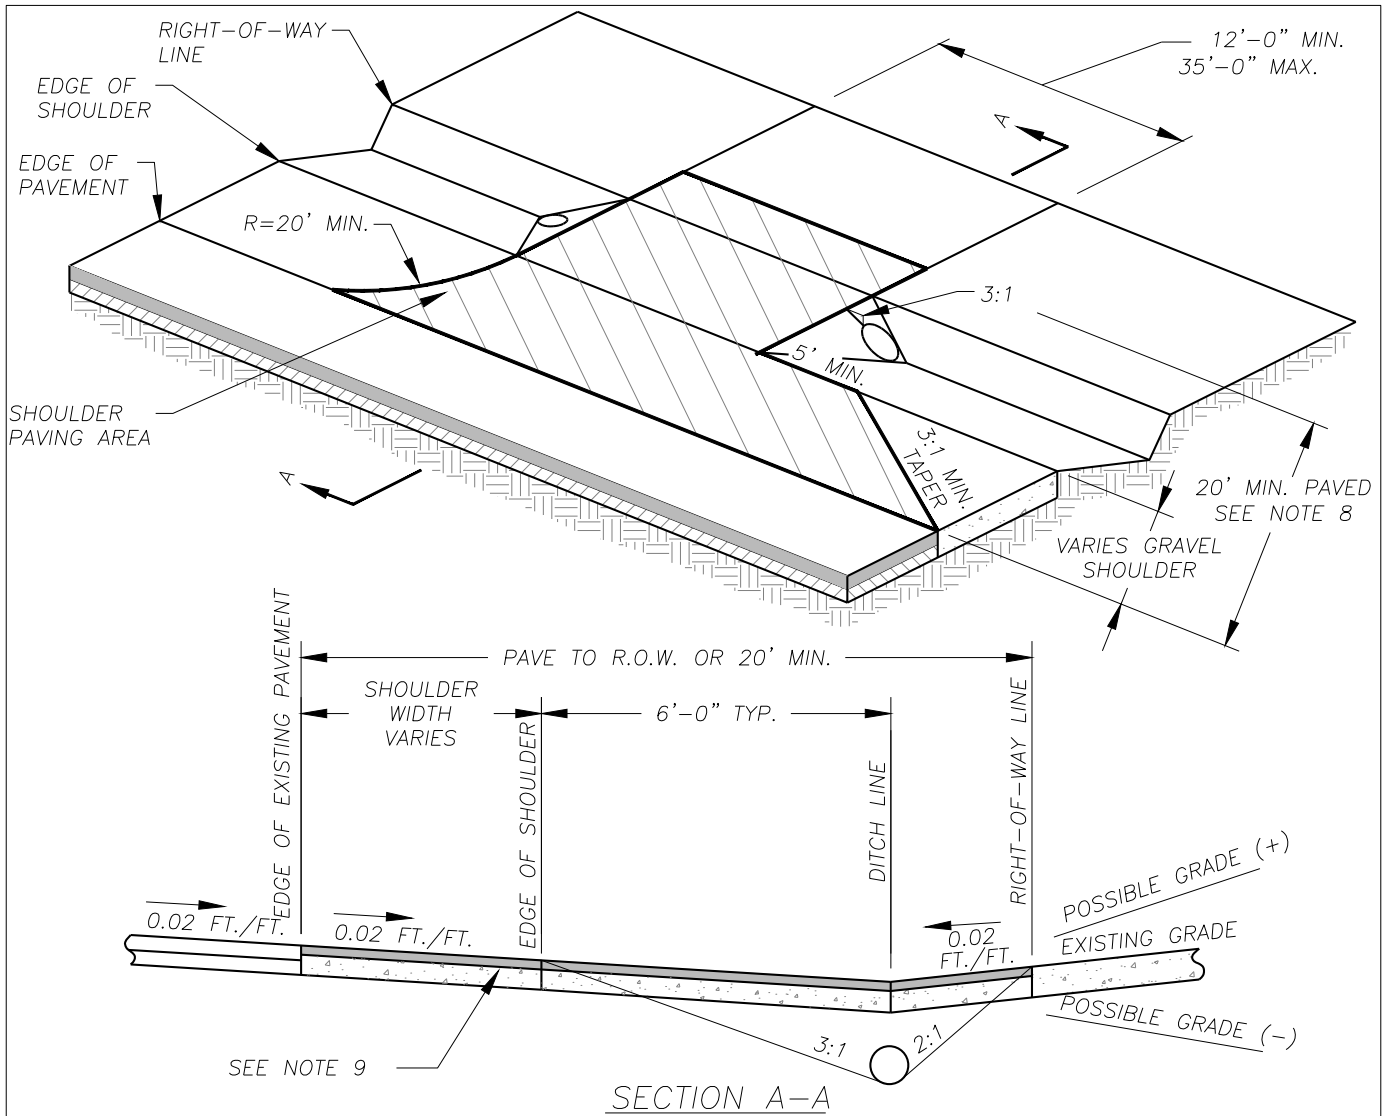 RIGHT-OF-WAY
LINE
12'-0" MIN.
35'-0" MAX.
EDGE OF
SHOULDER
A
EDGE OF
PAVEMENT
R=20' MIN.
3:1
5' MIN.
SHOULDER
PAVING AREA
3:1 MIN.
TAPER
A
20' MIN. PAVED
SEE NOTE 8
VARIES GRAVEL
SHOULDER
EDGE OF EXISTING PAVEMENT
PAVE TO R.O.W. OR 20' MIN.
SHOULDER
WIDTH
VARIES
6'-0" TYP.
EDGE OF SHOULDER
DITCH LINE
RIGHT-OF-WAY LINE
0.02 FT./FT.
0.02 FT./FT.
0.02
FT./FT.
POSSIBLE GRADE (+)
EXISTING GRADE
POSSIBLE GRADE (-)
3:1
2:1
SEE NOTE 9
SECTION A-A